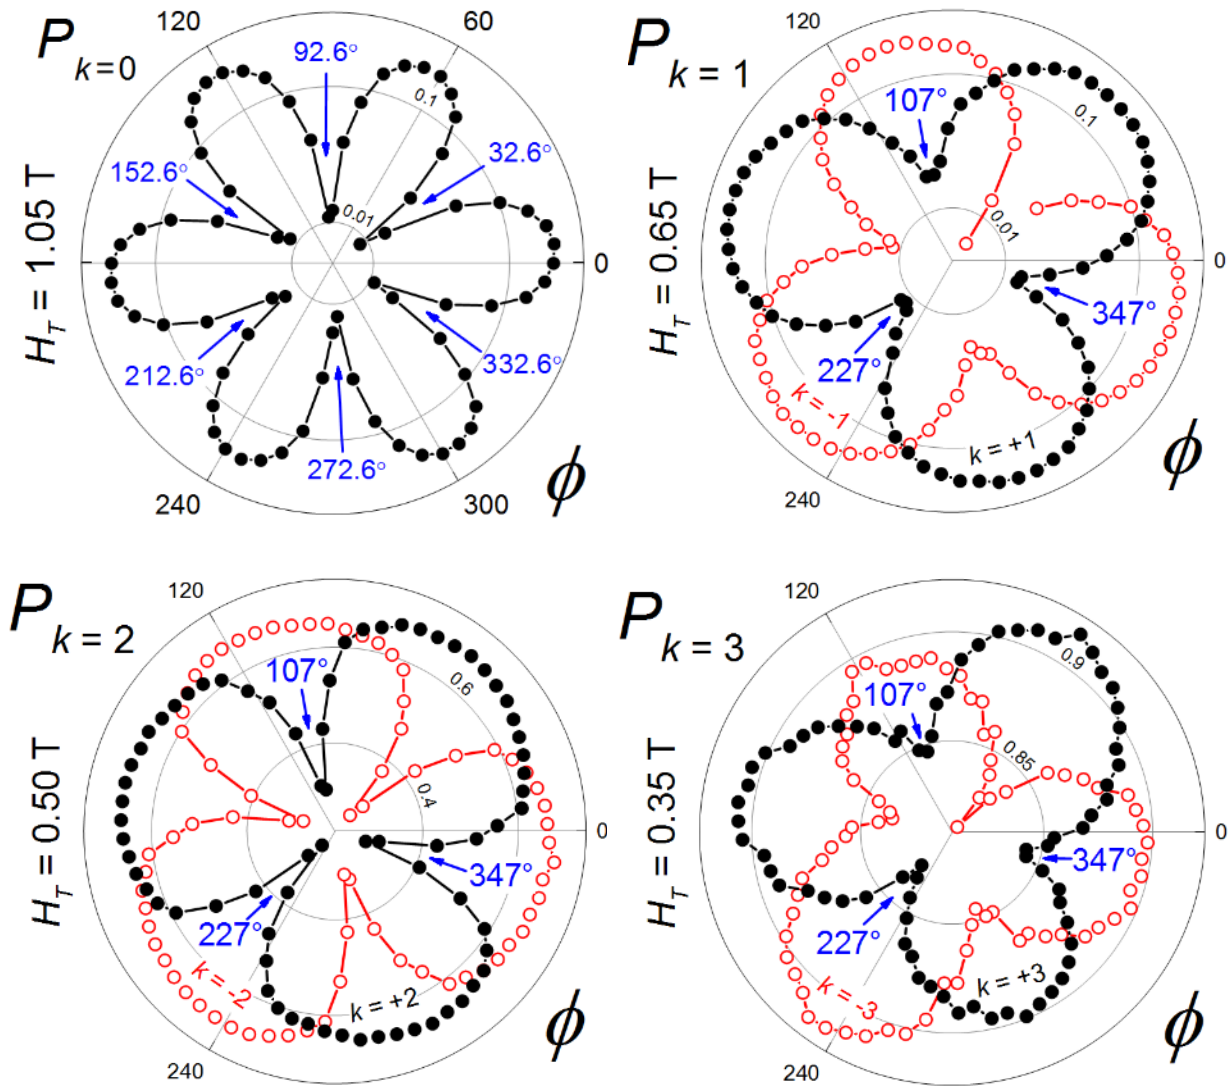 P k=0
120
60
92.6°
0.1
152.6°
32.6°
0.01
0
H_T = 1.05 T
212.6°
332.6°
272.6°
240
300
ϕ
P k = 1
107°
0.1
0.01
0
H_T = 0.65 T
347°
227°
k= -1
k = +1
240
ϕ
P k = 2
120
107°
0.6
0.4
0
H_T = 0.50 T
347°
227°
k= -2
k = +2
240
ϕ
P k = 3
120
107°
0.9
0.85
0
H_T = 0.35 T
347°
227°
k= -3
k = +3
240
ϕ